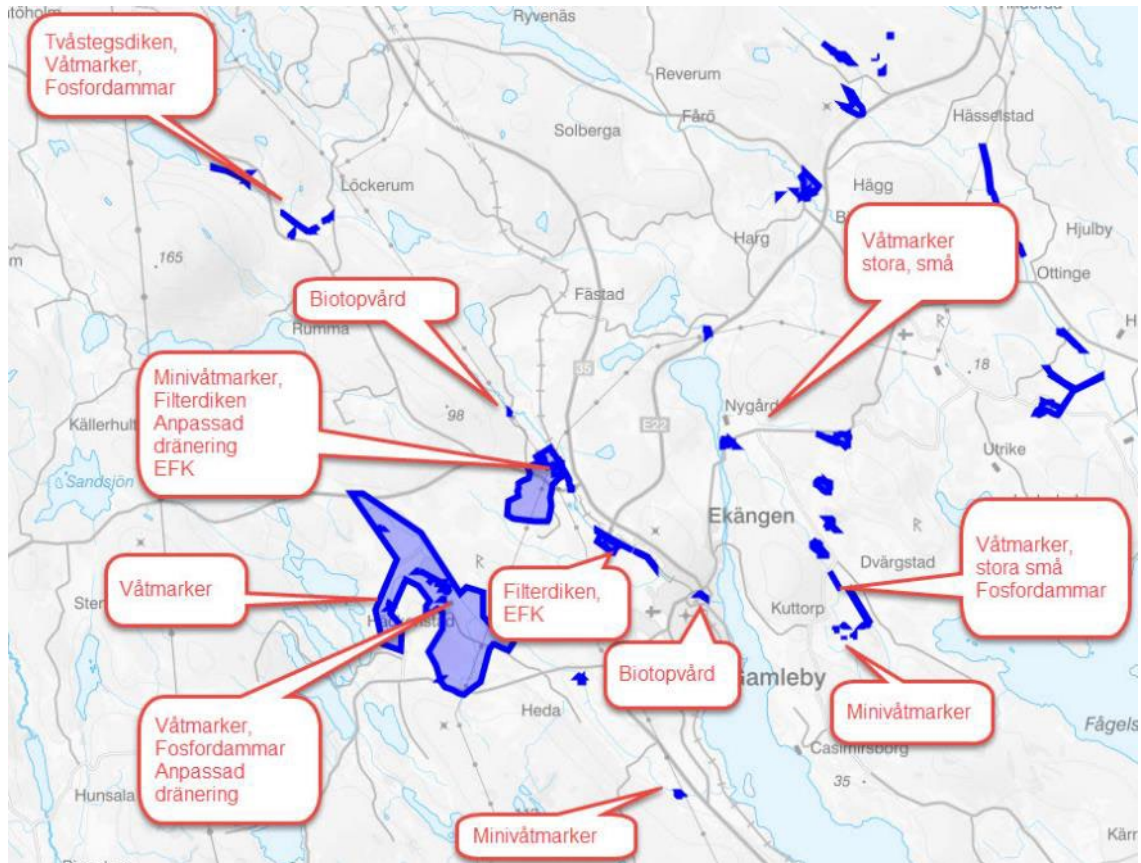 Ryvenäs
Tvåstegsdiken,
Våtmarker,
Fosfordammar
Reverum
Fårö
Solberga
Hässelstad
Löckerum
Hägg
Harg
Våtmarker
stora, små
Hjulby
165
Ottinge
Biotopvård
Fästad
Rumma
18
35
Minivåtmarker,
Filterdiken
Anpassad
dränering
EFK
98
Nygård
Källerhult
E22
Utrike
Sandsjön
Ekängen
R
R
R
Dvärgstad
Våtmarker,
stora små
Fosfordammar
Våtmarker
Filterdiken,
EFK
Kuttorp
Biotopvård
Gamleby
Minivåtmarker
Våtmarker,
Fosfordammar
Anpassad
dränering
Heda
Casimirsborg
Fågels
35
Hunsala
Minivåtmarker
Kärr